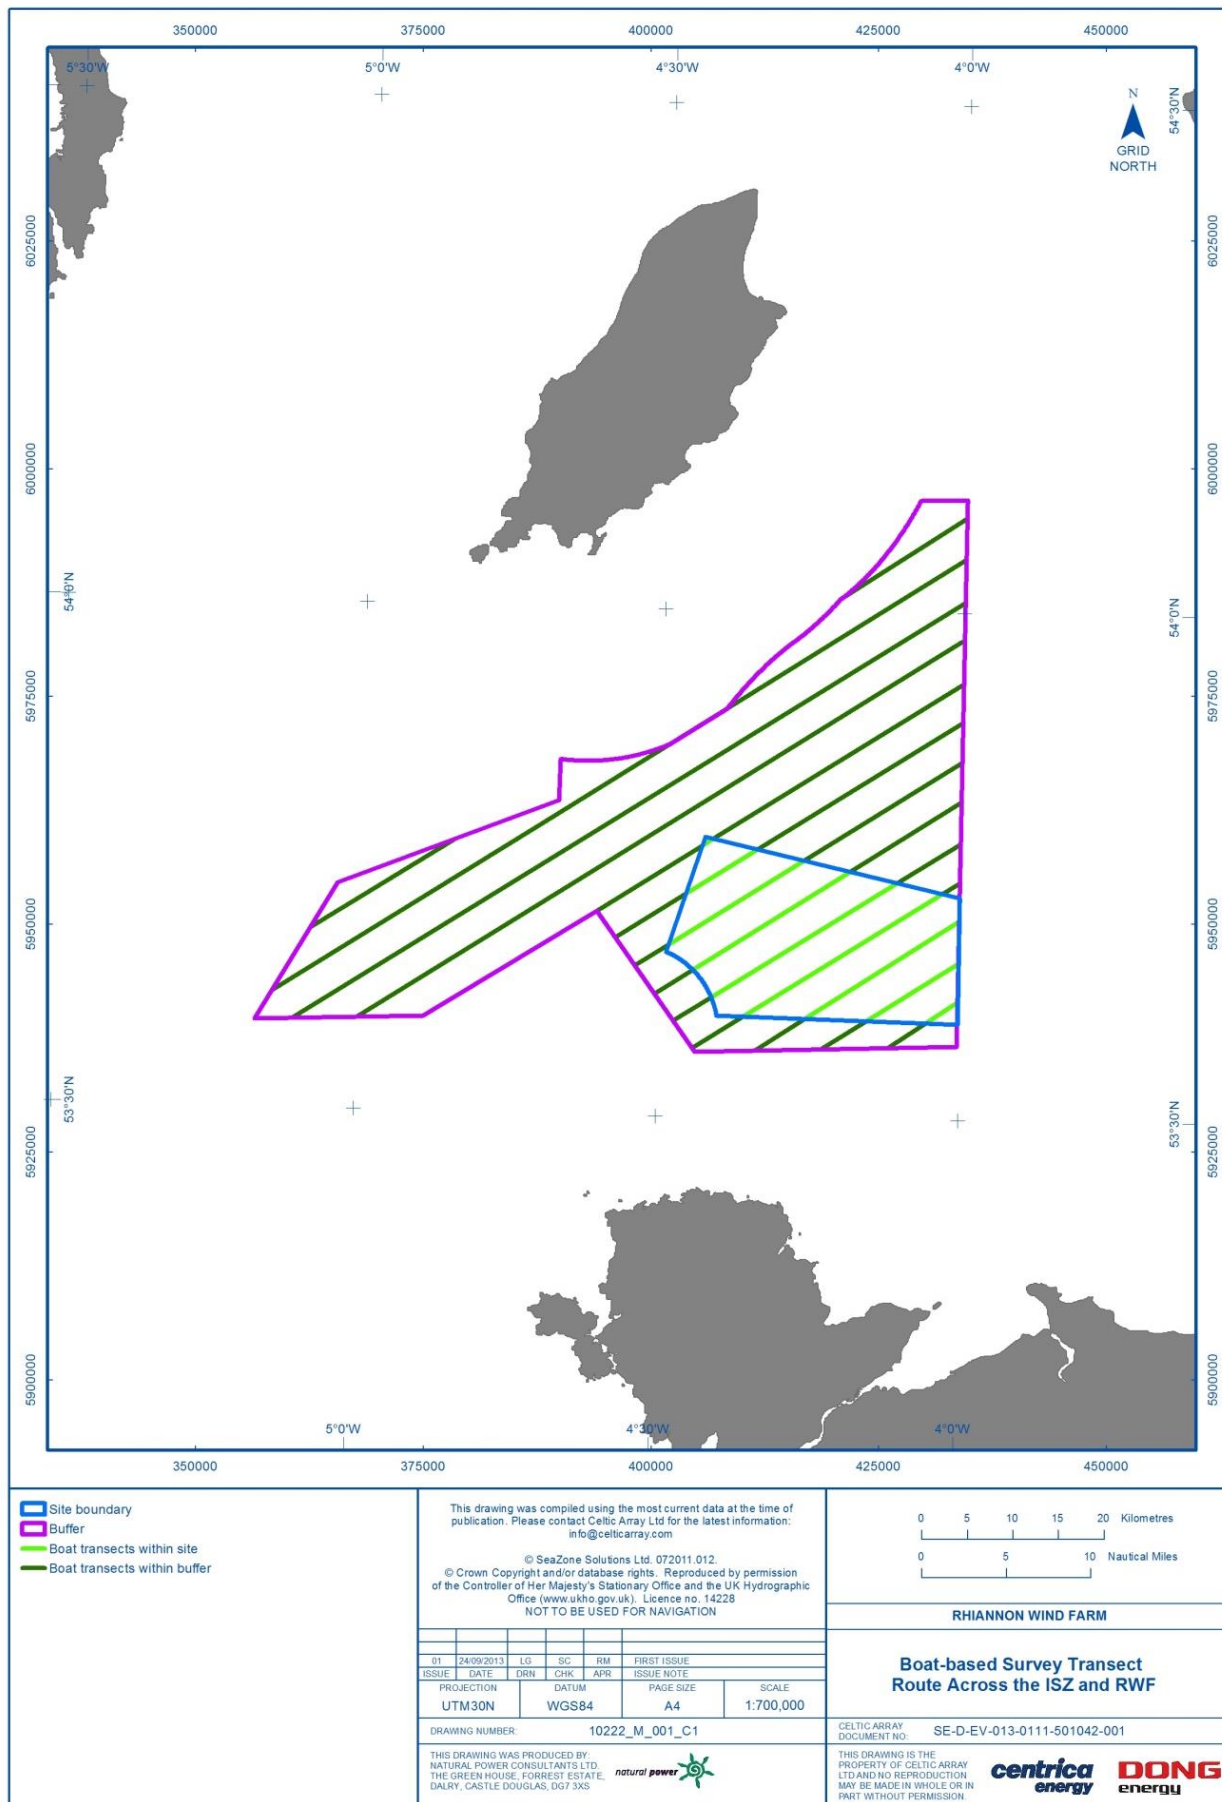 350000 375000 400000 425000 450000
5°30'W 5°0'W 4°30'W 4°0'W
54°30'N
N
GRID
NORTH
6025000 6025000
6000000 6000000
54°0'N 54°0'N
5975000 5975000
5950000 5950000
53°30'N 53°30'N
5925000 5925000
5900000 5900000
5°0'W 4°30'W 4°0'W
350000 375000 400000 425000 450000
Site boundary
Buffer
Boat transects within site
Boat transects within buffer
This drawing was compiled using the most current data at the time of
publication. Please contact Celtic Array Ltd for the latest information:
info@celticarray.com
© SeaZone Solutions Ltd. 072011.012.
© Crown Copyright and/or database rights. Reproduced by permission
of the Controller of Her Majesty's Stationary Office and the UK Hydrographic
Office (www.ukho.gov.uk). Licence no. 14228
NOT TO BE USED FOR NAVIGATION
01 24/09/2013 LG SC RM FIRST ISSUE
ISSUE DATE DRN CHK APR ISSUE NOTE
PROJECTION DATUM PAGE SIZE SCALE
UTM30N WGS84 A4 1:700,000
DRAWING NUMBER: 10222_M_001_C1
THIS DRAWING WAS PRODUCED BY:
NATURAL POWER CONSULTANTS LTD.
THE GREEN HOUSE, FORREST ESTATE,
DALRY, CASTLE DOUGLAS, DG7 3XS
natural power
0 5 10 15 20 Kilometres
0 5 10 Nautical Miles
RHIANNON WIND FARM
Boat-based Survey Transect
Route Across the ISZ and RWF
CELTIC ARRAY
DOCUMENT NO: SE-D-EV-013-0111-501042-001
THIS DRAWING IS THE
PROPERTY OF CELTIC ARRAY
LTD AND NO REPRODUCTION
MAY BE MADE IN WHOLE OR IN
PART WITHOUT PERMISSION.
centrica
energy
DONG
energy